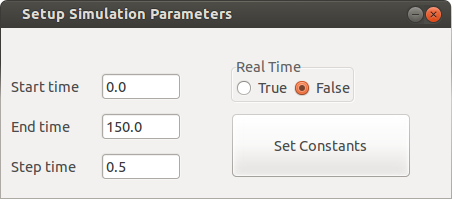 Setup Simulation Parameters
Real Time
Start time 0.0
True False
End time 150.0
Set Constants
Step time 0.5